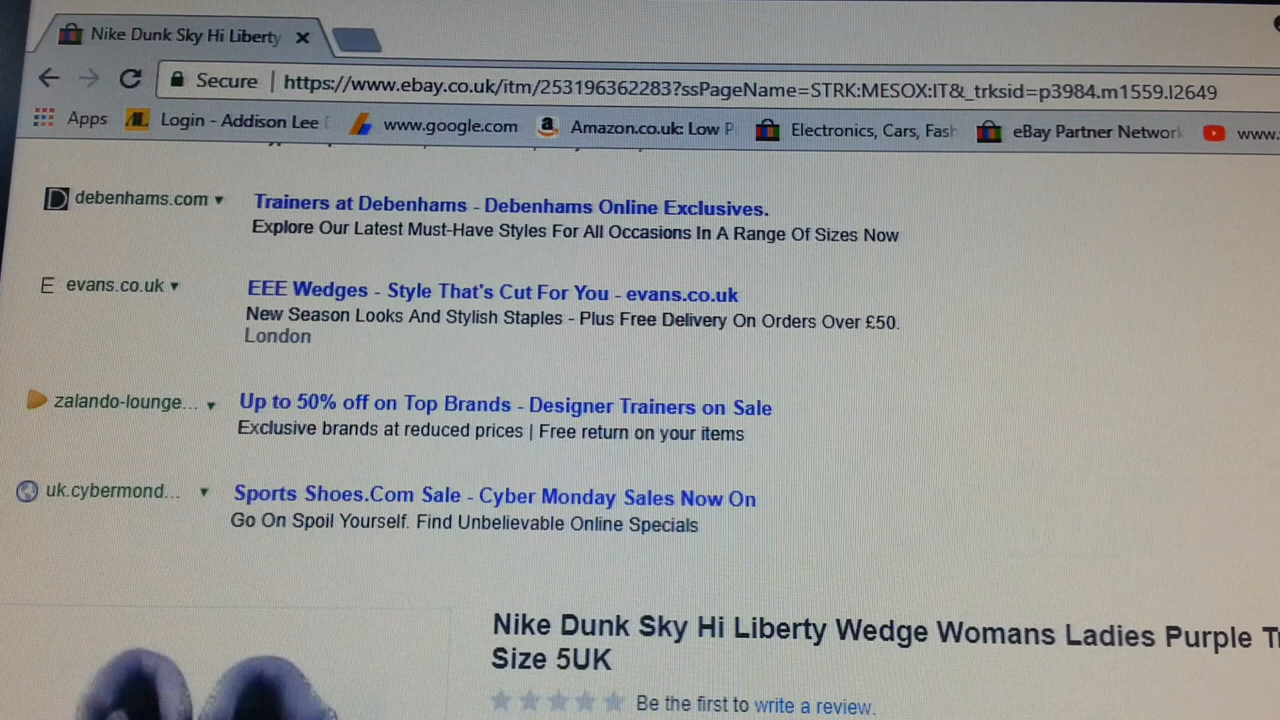 Nike Dunk Sky Hi Liberty
Secure https://www.ebay.co.uk/itm/253196362283?ssPageName=STRK:MESOX:IT&_trksid=p3984.m1559.l2649
Apps Login - Addison Lee www.google.com Amazon.co.uk: Low P Electronics, Cars, Fash eBay Partner Network www.
debenhams.com Trainers at Debenhams - Debenhams Online Exclusives.
Explore Our Latest Must-Have Styles For All Occasions In A Range Of Sizes Now
E evans.co.uk EEE Wedges - Style That's Cut For You - evans.co.uk
New Season Looks And Stylish Staples - Plus Free Delivery On Orders Over £50.
London
zalando-lounge... Up to 50% off on Top Brands - Designer Trainers on Sale
Exclusive brands at reduced prices | Free return on your items
uk.cybermond... Sports Shoes.Com Sale - Cyber Monday Sales Now On
Go On Spoil Yourself. Find Unbelievable Online Specials
Nike Dunk Sky Hi Liberty Wedge Womans Ladies Purple
Size 5UK
Be the first to write a review.